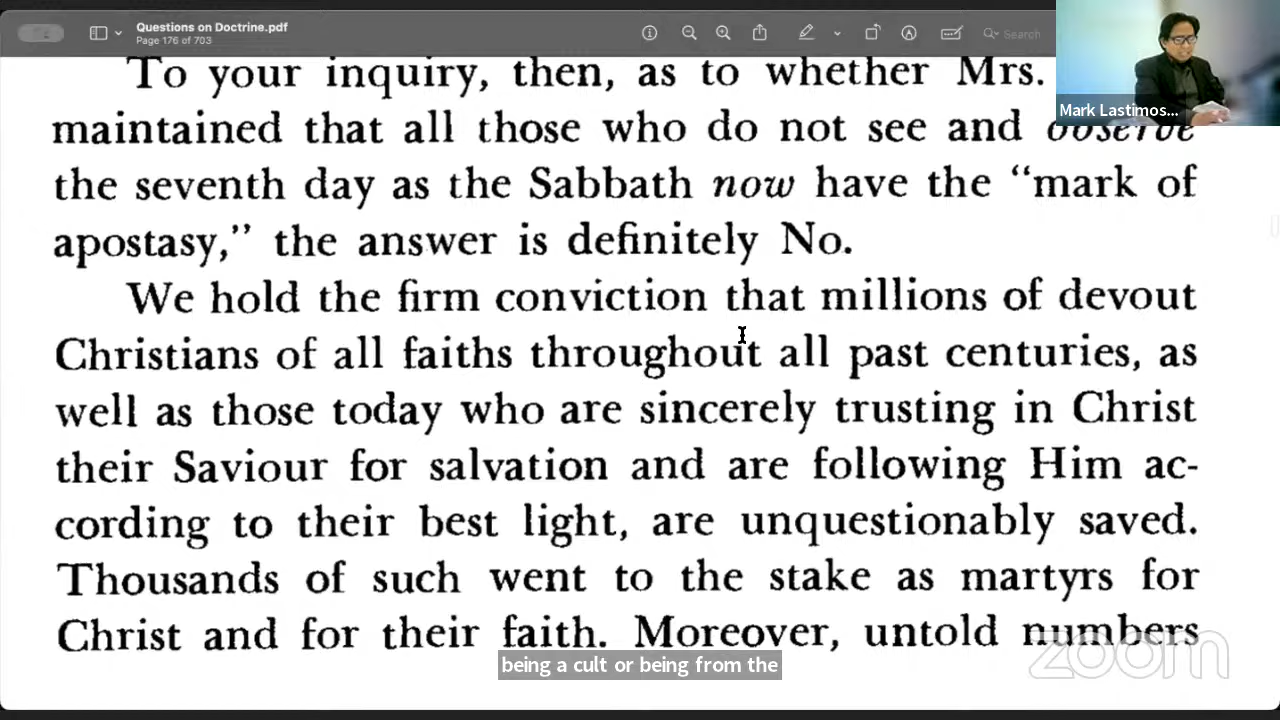 Questions on Doctrine.pdf
Page 176 of 703
Search
Mark Lastimos...
To your inquiry, then, as to whether Mrs.
maintained that all those who do not see and observe
the seventh day as the Sabbath now have the “mark of
apostasy,” the answer is definitely No.
We hold the firm conviction that millions of devout
Christians of all faiths throughout all past centuries, as
well as those today who are sincerely trusting in Christ
their Saviour for salvation and are following Him ac-
cording to their best light, are unquestionably saved.
Thousands of such went to the stake as martyrs for
Christ and for their faith. Moreover, untold numbers
being a cult or being from the
zoom